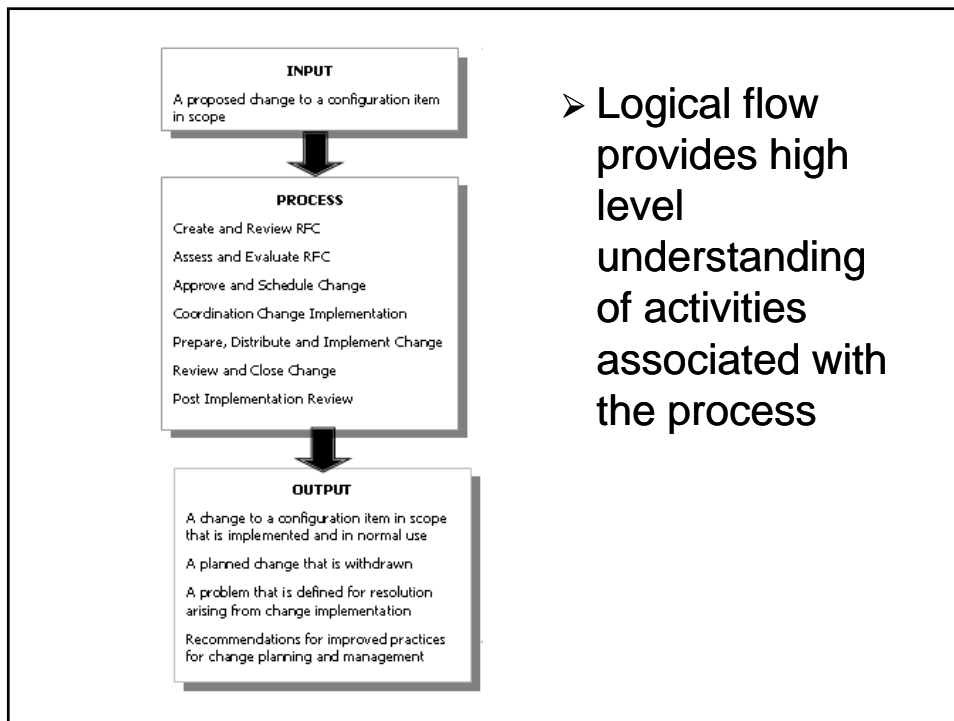 INPUT
A proposed change to a configuration item
in scope
PROCESS
Create and Review RFC
Assess and Evaluate RFC
Approve and Schedule Change
Coordination Change Implementation
Prepare, Distribute and Implement Change
Review and Close Change
Post Implementation Review
OUTPUT
A change to a configuration item in scope
that is implemented and in normal use
A planned change that is withdrawn
A problem that is defined for resolution
arising from change implementation
Recommendations for improved practices
for change planning and management
➢ Logical flow
provides high
level
understanding
of activities
associated with
the process